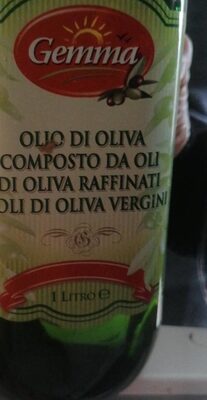 Gemma
OLIO DI OLIVA
COMPOSTO DA OLI
DI OLIVA RAFFINATI
OLI DI OLIVA VERGINI
1 LITRO ℮